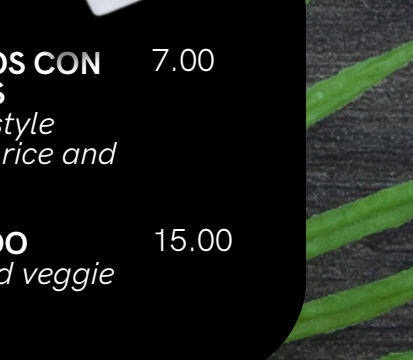 OS CON 7.00
S
style
rice and
DO 15.00
d veggie